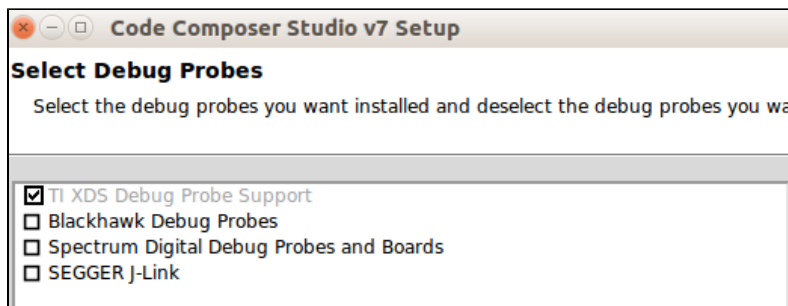 Code Composer Studio v7 Setup
Select Debug Probes
Select the debug probes you want installed and deselect the debug probes you
TI XDS Debug Probe Support
Blackhawk Debug Probes
Spectrum Digital Debug Probes and Boards
SEGGER J-Link